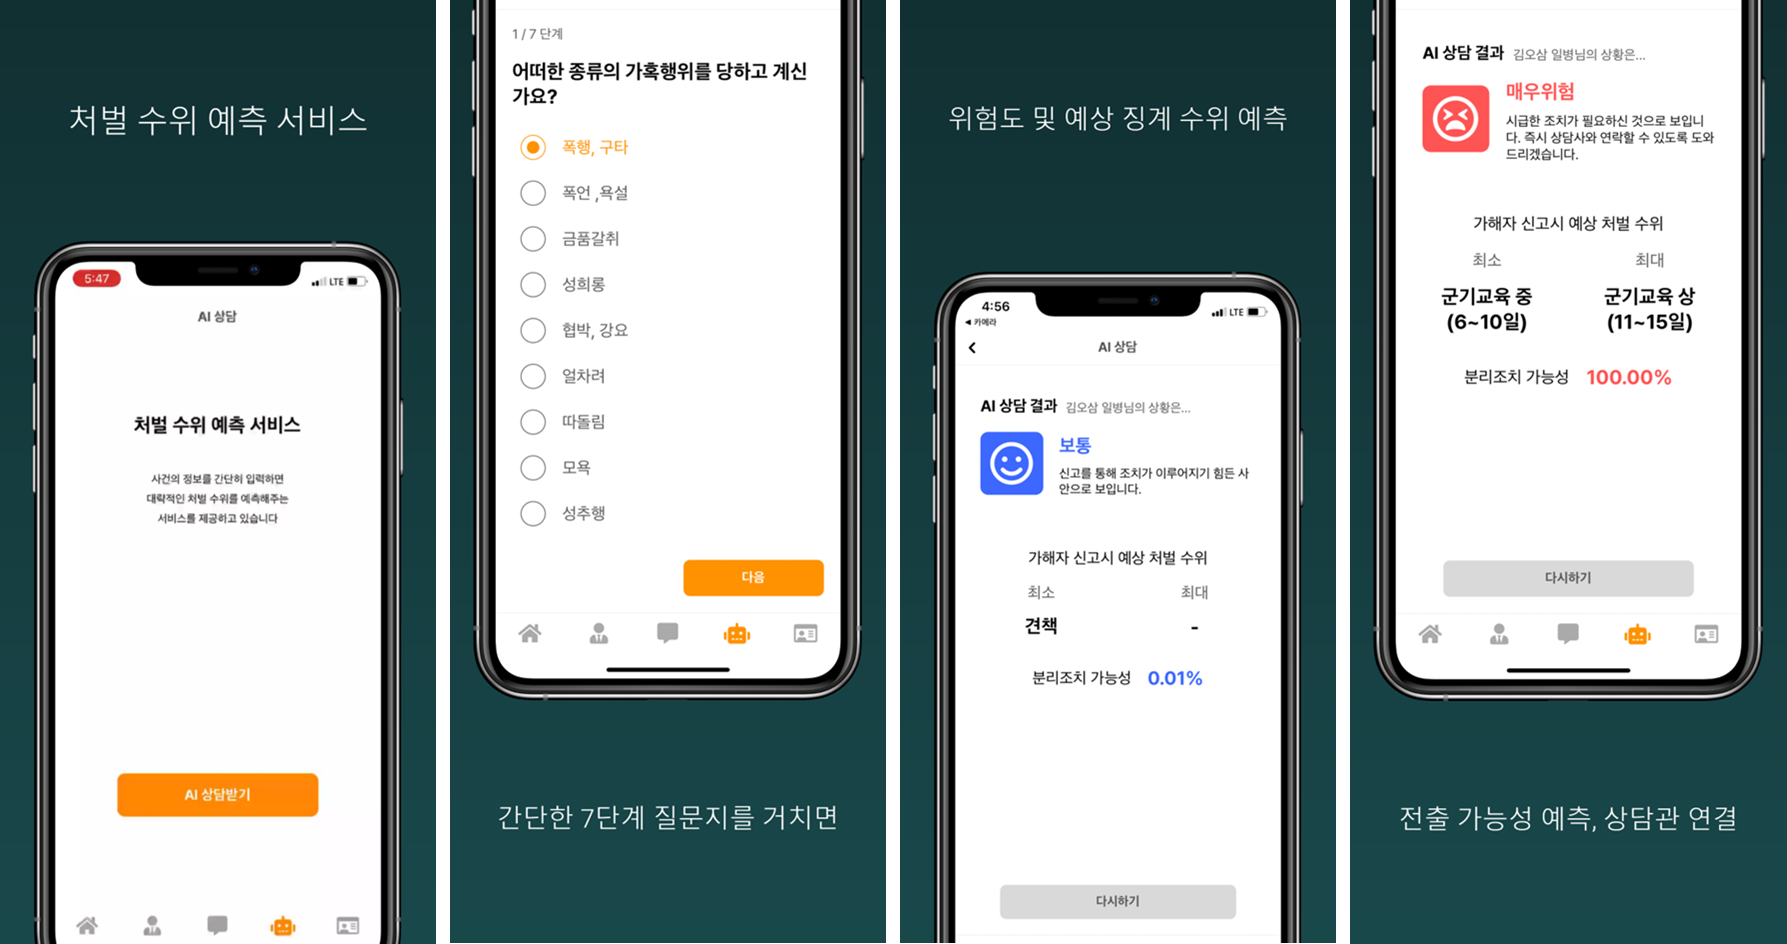 처벌 수위 예측 서비스
5:47
LTE
AI 상담
처벌 수위 예측 서비스
사건의 정보를 간단히 입력하면
대략적인 처벌 수위를 예측해주는
서비스를 제공하고 있습니다
AI 상담받기
1 / 7 단계
어떠한 종류의 가혹행위를 당하고 계신
가요?
폭행, 구타
폭언 ,욕설
금품갈취
성희롱
협박, 강요
얼차려
따돌림
모욕
성추행
다음
간단한 7단계 질문지를 거치면
위험도 및 예상 징계 수위 예측
4:56
LTE
◀ 카메라
AI 상담
AI 상담 결과 김오삼 일병님의 상황은...
보통
신고를 통해 조치가 이루어지기 힘든 사
안으로 보입니다.
가해자 신고시 예상 처벌 수위
최소 최대
견책 -
분리조치 가능성 0.01%
다시하기
AI 상담 결과 김오삼 일병님의 상황은...
매우위험
시급한 조치가 필요하신 것으로 보입니
다. 즉시 상담사와 연락할 수 있도록 도와
드리겠습니다.
가해자 신고시 예상 처벌 수위
최소 최대
군기교육 중 군기교육 상
(6~10일) (11~15일)
분리조치 가능성 100.00%
다시하기
전출 가능성 예측, 상담관 연결